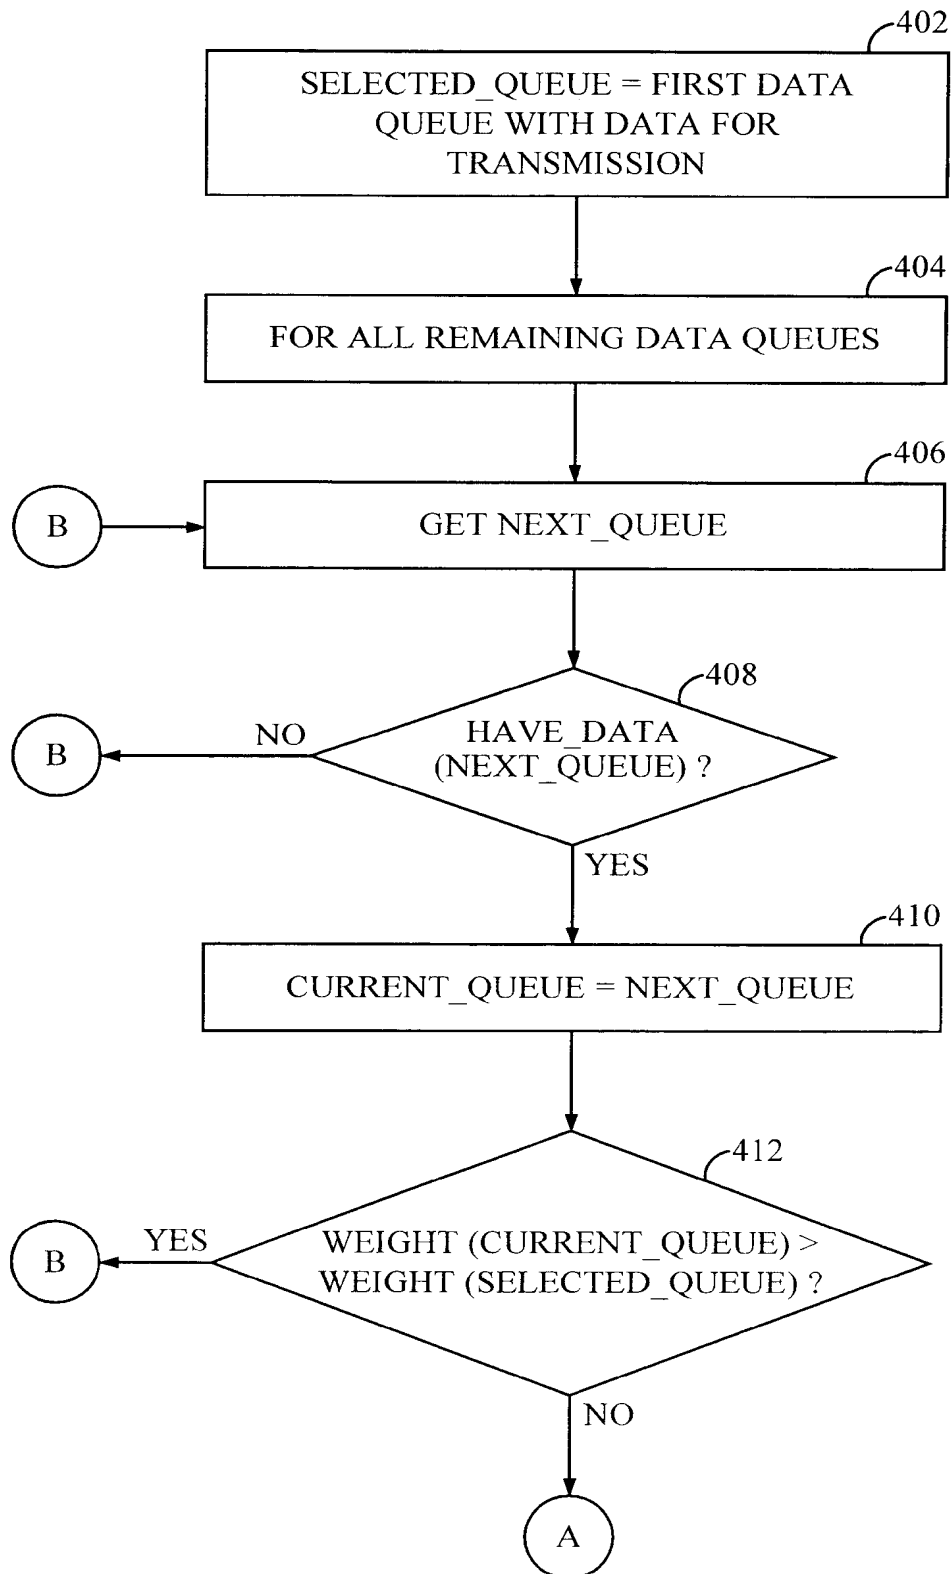 402
SELECTED_QUEUE = FIRST DATA
QUEUE WITH DATA FOR
TRANSMISSION
404
FOR ALL REMAINING DATA QUEUES
406
B
GET NEXT_QUEUE
408
B
NO
HAVE_DATA
(NEXT_QUEUE) ?
YES
410
CURRENT_QUEUE = NEXT_QUEUE
412
B
YES
WEIGHT (CURRENT_QUEUE) >
WEIGHT (SELECTED_QUEUE) ?
NO
A